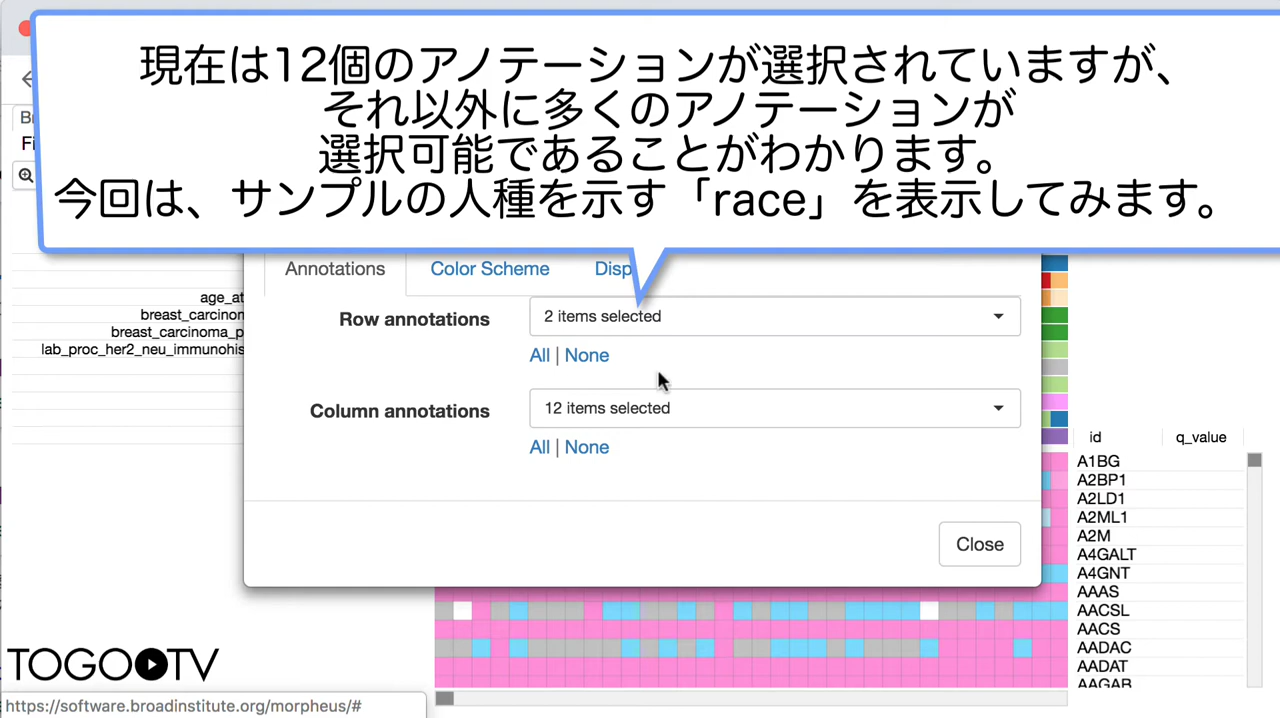 現在は12個のアノテーションが選択されていますが、
それ以外に多くのアノテーションが
選択可能であることがわかります。
今回は、サンプルの人種を示す「race」を表示してみます。
Annotations
Color Scheme
Disp
age_at
breast_carcinom
breast_carcinoma_p
lab_proc_her2_neu_immunohis
Row annotations
2 items selected
All | None
Column annotations
12 items selected
All | None
Close
id
q_value
A1BG
A2BP1
A2LD1
A2ML1
A2M
A4GALT
A4GNT
AAAS
AACSL
AACS
AADAC
AADAT
AAGAB
TOGO TV
https://software.broadinstitute.org/morpheus/#